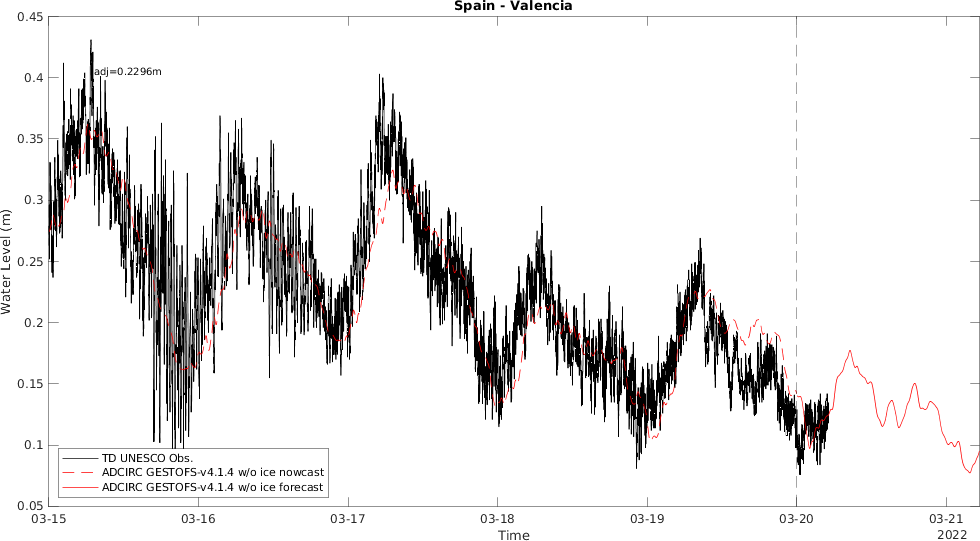 Spain - Valencia
0.45
0.4
0.35
0.3
0.25
0.2
0.15
0.1
0.05
Water Level (m)
adj=0.2296m
TD UNESCO Obs.
ADCIRC GESTOFS-v4.1.4 w/o ice nowcast
ADCIRC GESTOFS-v4.1.4 w/o ice forecast
03-15 03-16 03-17 03-18 03-19 03-20 03-21
2022
Time